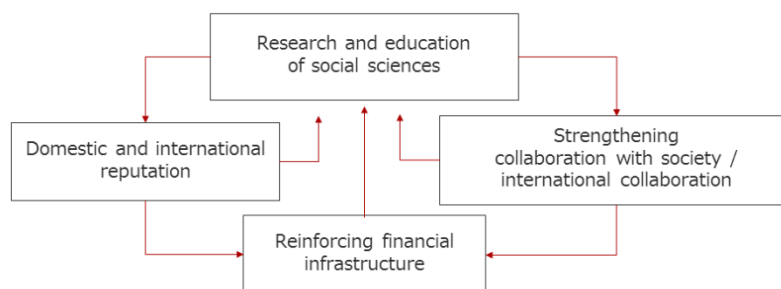 Research and education
of social sciences
Domestic and international
reputation
Strengthening
collaboration with society /
international collaboration
Reinforcing financial
infrastructure